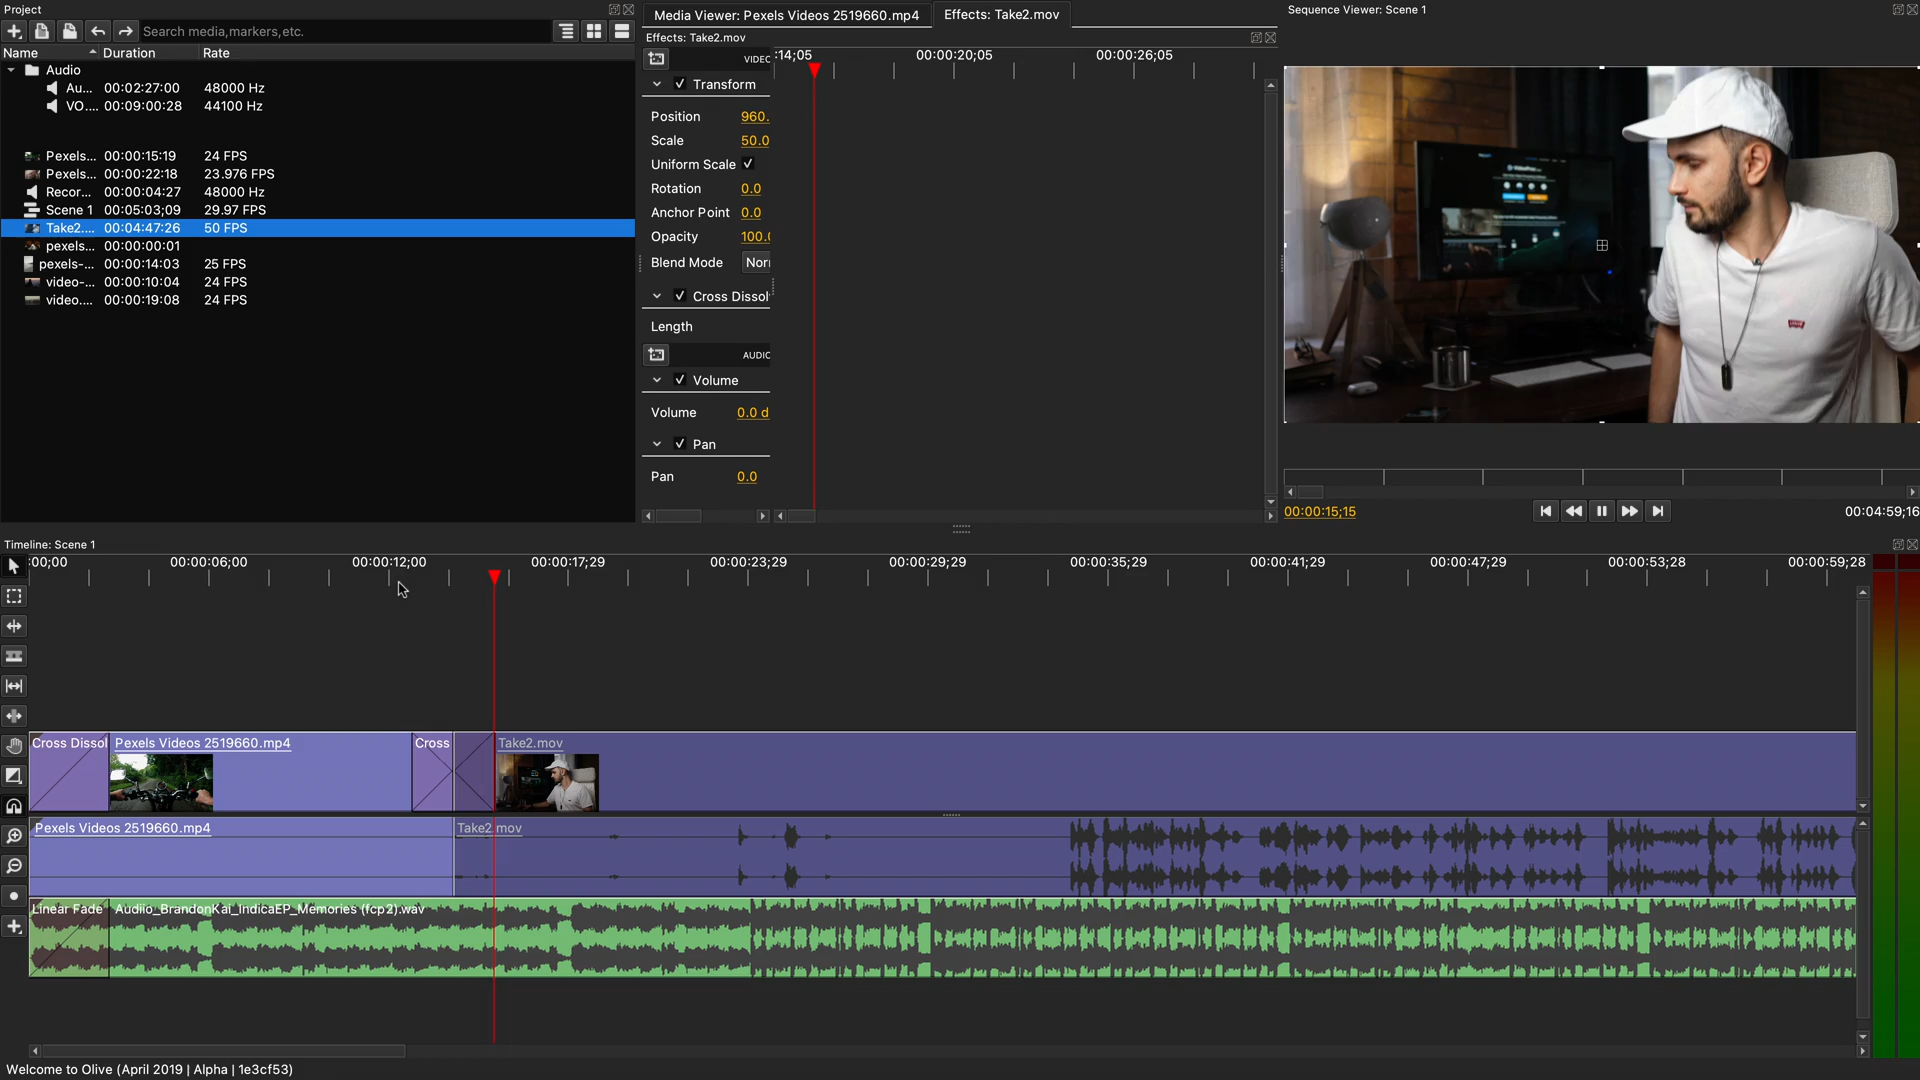 Project
Search media,markers,etc.
Name Duration Rate
Audio
Au... 00:02:27:00 48000 Hz
VO.... 00:09:00:28 44100 Hz
Pexels... 00:00:15:19 24 FPS
Pexels... 00:00:22:18 23.976 FPS
Recor... 00:00:04:27 48000 Hz
Scene 1 00:05:03;09 29.97 FPS
Take2.... 00:04:47:26 50 FPS
pexels... 00:00:00:01
pexels-... 00:00:14:03 25 FPS
video-... 00:00:10:04 24 FPS
video.... 00:00:19:08 24 FPS
Media Viewer: Pexels Videos 2519660.mp4
Effects: Take2.mov
Effects: Take2.mov
VIDEO
:14;05 00:00:20;05 00:00:26;05
Transform
Position 960.
Scale 50.0
Uniform Scale
Rotation 0.0
Anchor Point 0.0
Opacity 100.0
Blend Mode Nor
Cross Dissol
Length
AUDIO
Volume
Volume 0.0 d
Pan
Pan 0.0
Sequence Viewer: Scene 1
00:00:15;15
00:04:59;16
Timeline: Scene 1
:00;00 00:00:06;00 00:00:12;00 00:00:17;29 00:00:23;29 00:00:29;29 00:00:35;29 00:00:41;29 00:00:47;29 00:00:53;28 00:00:59;28
Cross Dissol Pexels Videos 2519660.mp4 Cross Take2.mov
Pexels Videos 2519660.mp4 Take2.mov
Linear Fade Audiio_BrandonKai_IndicaEP_Memories (fcp2).wav
Welcome to Olive (April 2019 | Alpha | 1e3cf53)